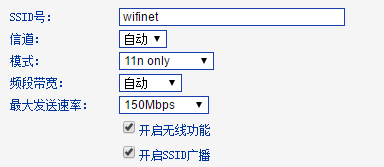 SSID号: wifinet
信道: 自动
模式: 11n only
频段带宽: 自动
最大发送速率: 150Mbps
开启无线功能
开启SSID广播